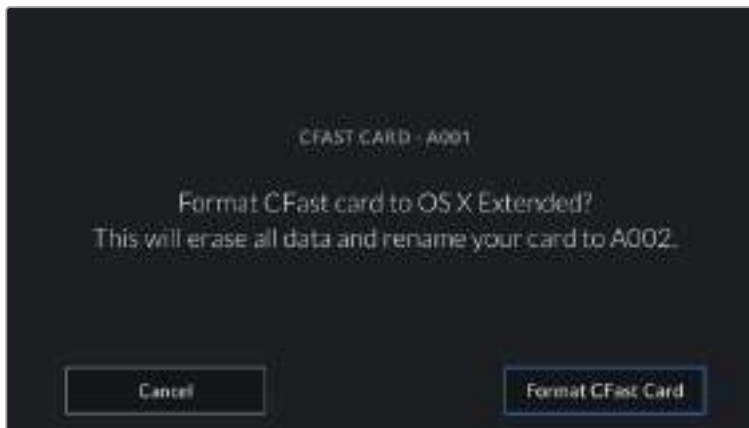 CFAST CARD - A001
Format CFast card to OS X Extended?
This will erase all data and rename your card to A002.
Cancel
Format CFast Card